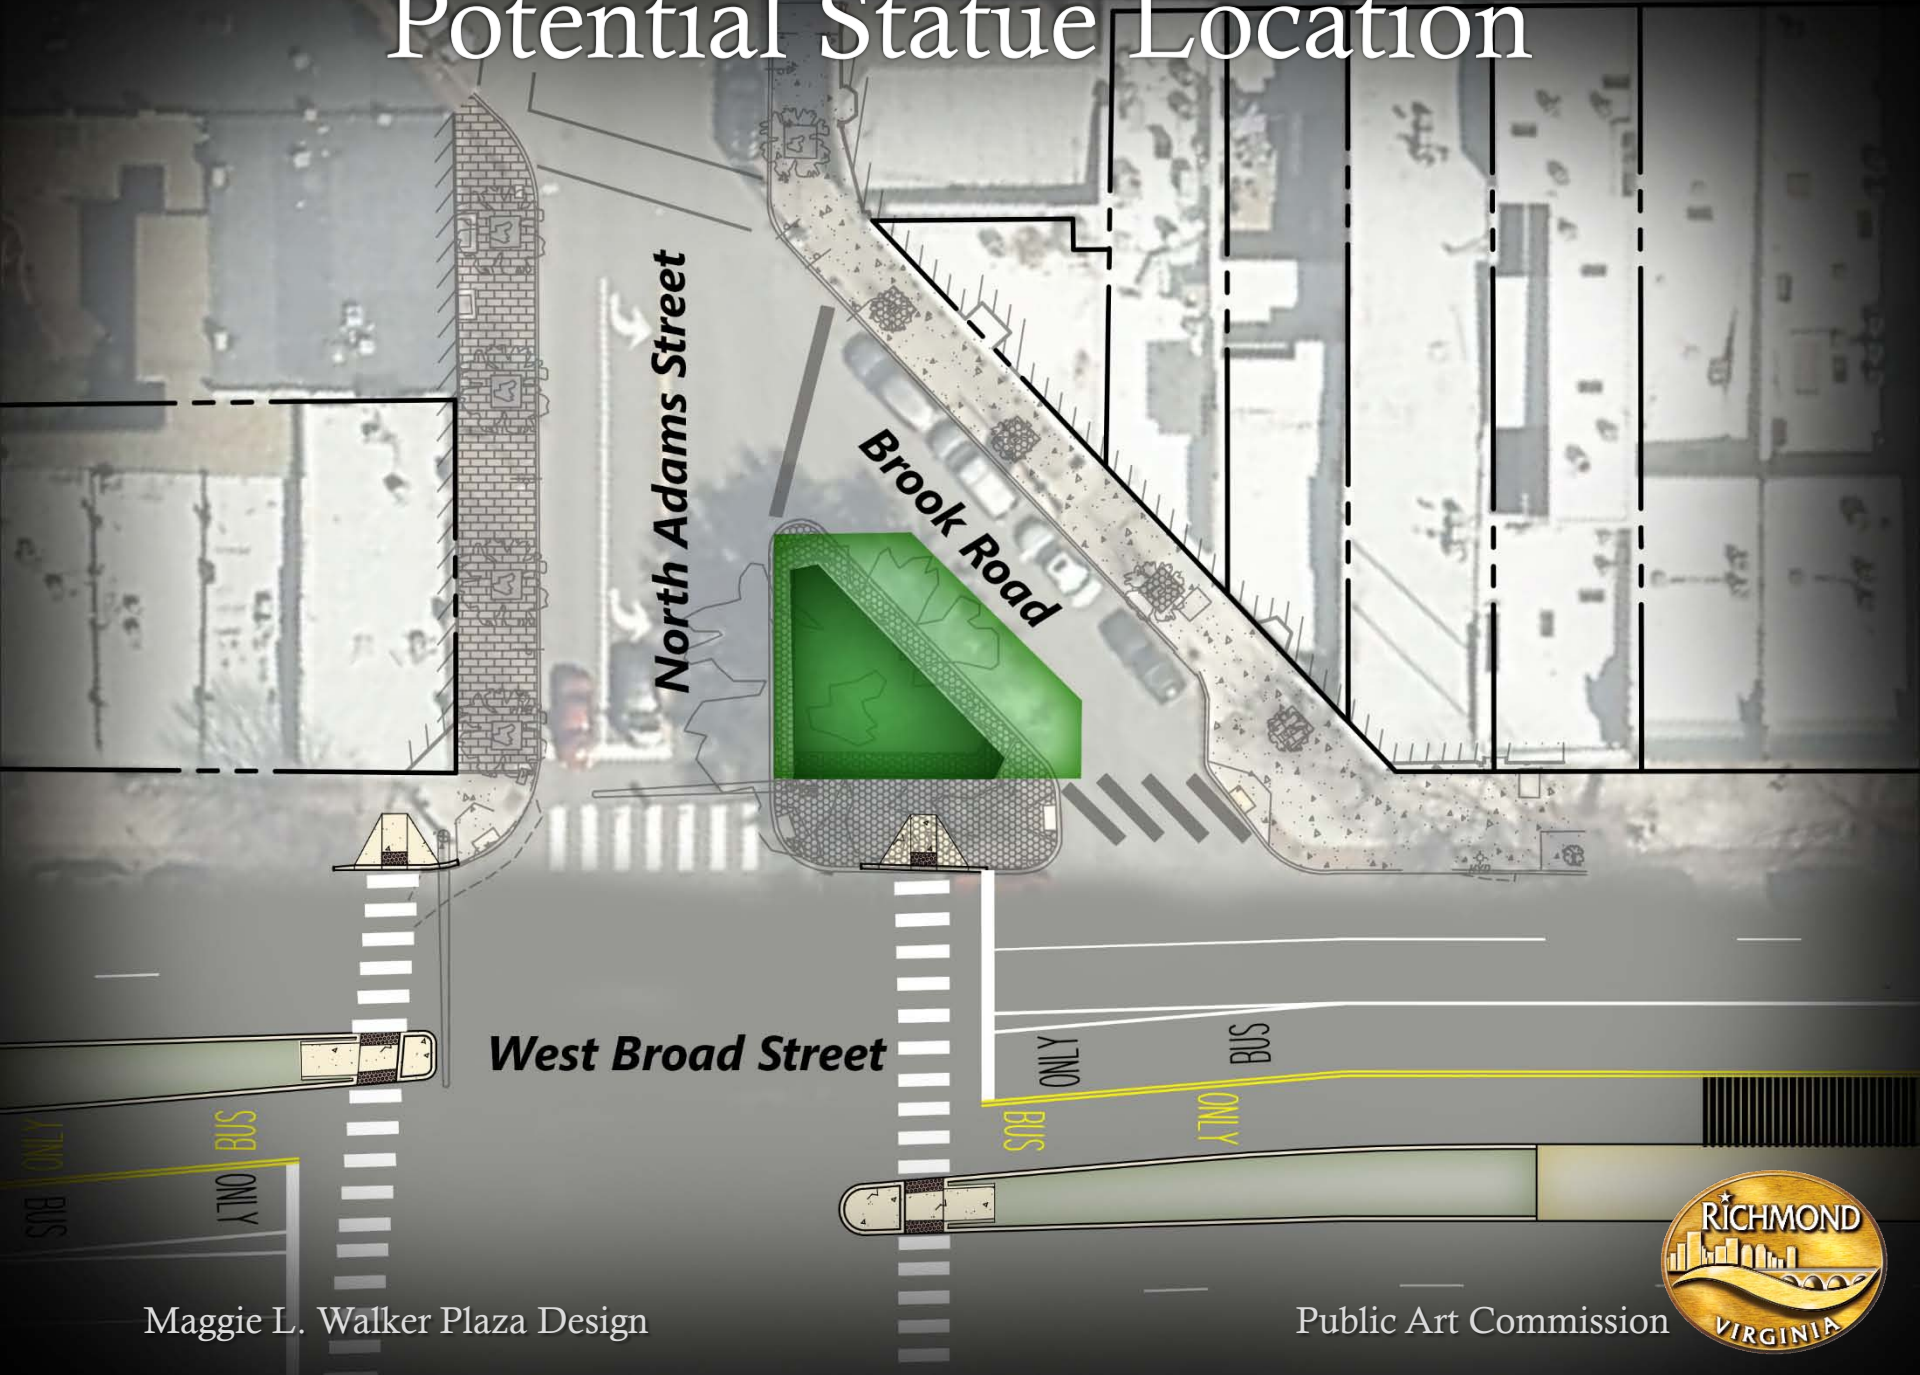 Potential Statue Location
North Adams Street
Brook Road
HYD
West Broad Street
ONLY
BUS
BUS
ONLY
ONLY
BUS
BUS
ONLY
RICHMOND
VIRGINIA
Maggie L. Walker Plaza Design
Public Art Commission